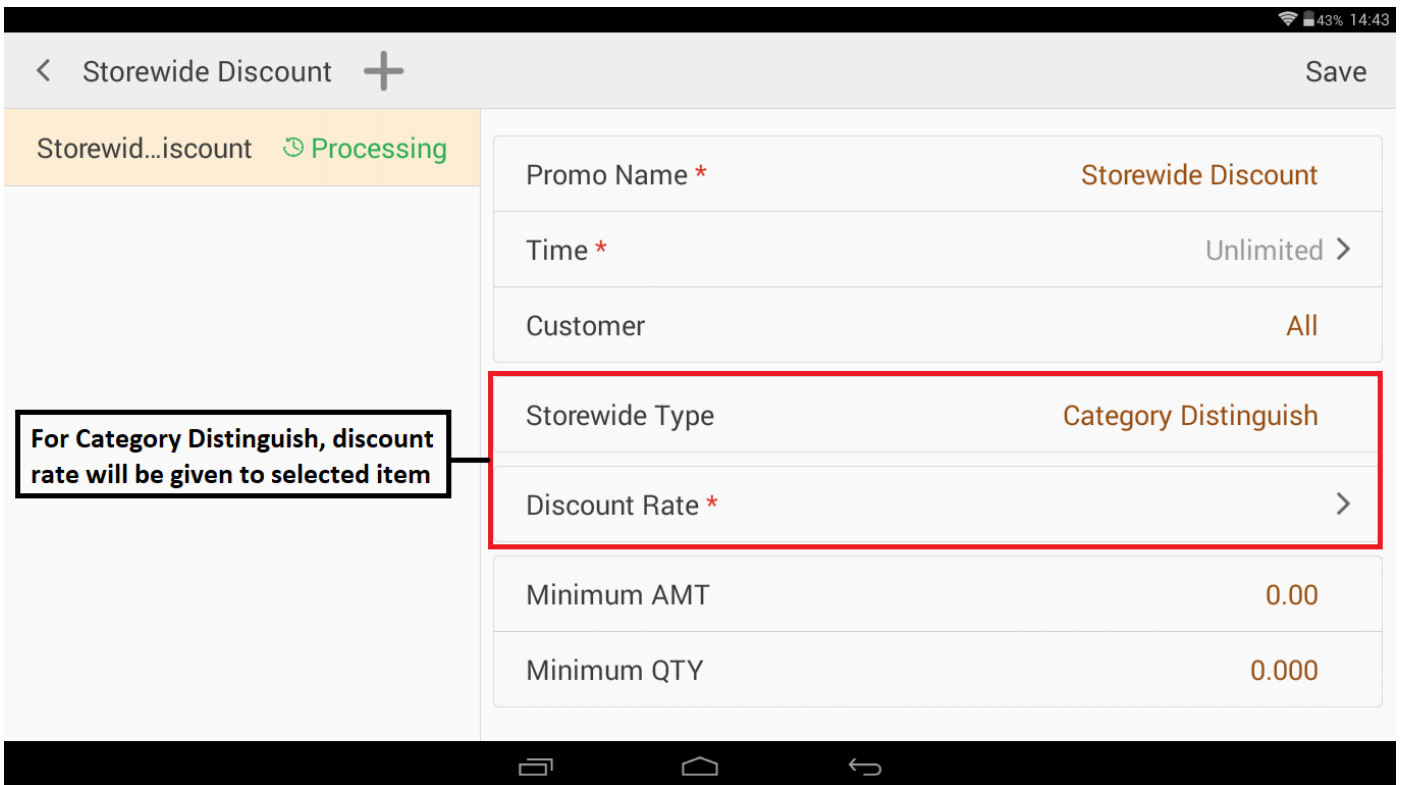 43% 14:43
Storewide Discount
Save
Storewid...iscount Processing
Promo Name * Storewide Discount
Time * Unlimited
Customer All
Storewide Type Category Distinguish
For Category Distinguish, discount
rate will be given to selected item
Discount Rate *
Minimum AMT 0.00
Minimum QTY 0.000